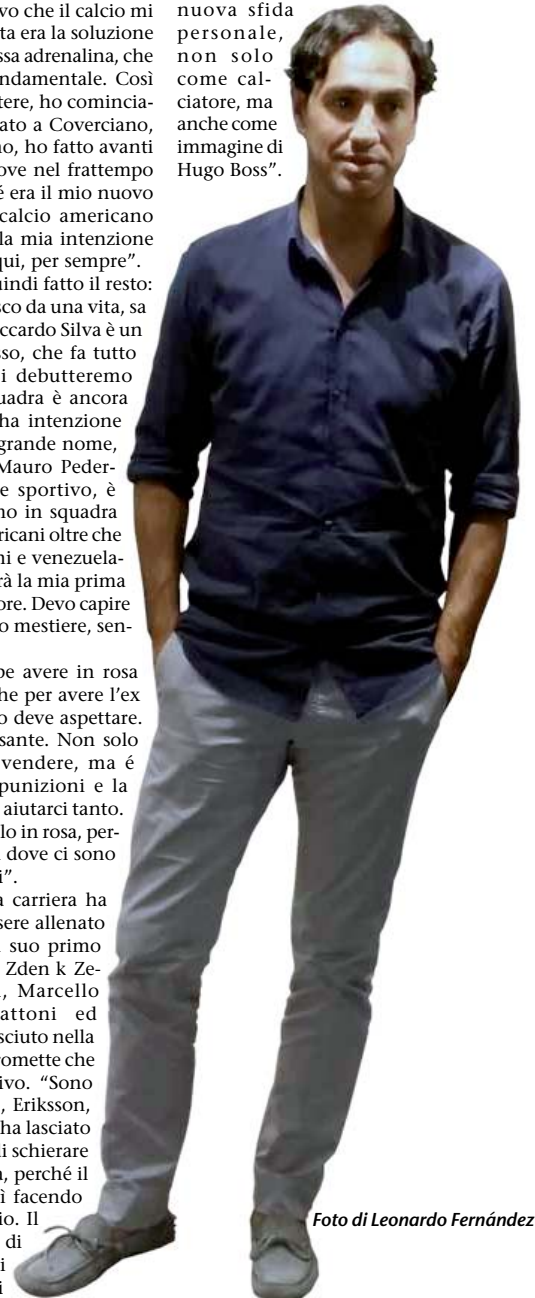 vo che il calcio mi
ta era la soluzione
ssa adrenalina, che
ndamentale. Così
tere, ho comincia-
ato a Coverciano,
no, ho fatto avanti
ove nel frattempo
é era il mio nuovo
calcio americano
la mia intenzione
qui, per sempre”.
uindi fatto il resto:
sco da una vita, sa
ccardo Silva è un
sso, che fa tutto
i debutteremo
uadra è ancora
ha intenzione
grande nome,
Mauro Peder-
e sportivo, è
no in squadra
ricani oltre che
ni e venezuela-
rà la mia prima
ore. Devo capire
o mestiere, sen-
be avere in rosa
he per avere l'ex
o deve aspettare.
sante. Non solo
vendere, ma é
punizioni e la
aiutarci tanto.
lo in rosa, per-
dove ci sono
i”.
a carriera ha
sere allenato
suo primo
Zden k Ze-
, Marcello
attoni ed
sciuto nella
romette che
ivo. “Sono
, Eriksson,
ha lasciato
di schierare
a, perché il
ì facendo
io. Il
di
i
i
nuova sfida
personale,
non solo
come cal-
ciatore, ma
anche come
immagine di
Hugo Boss”.
Foto di Leonardo Fernández